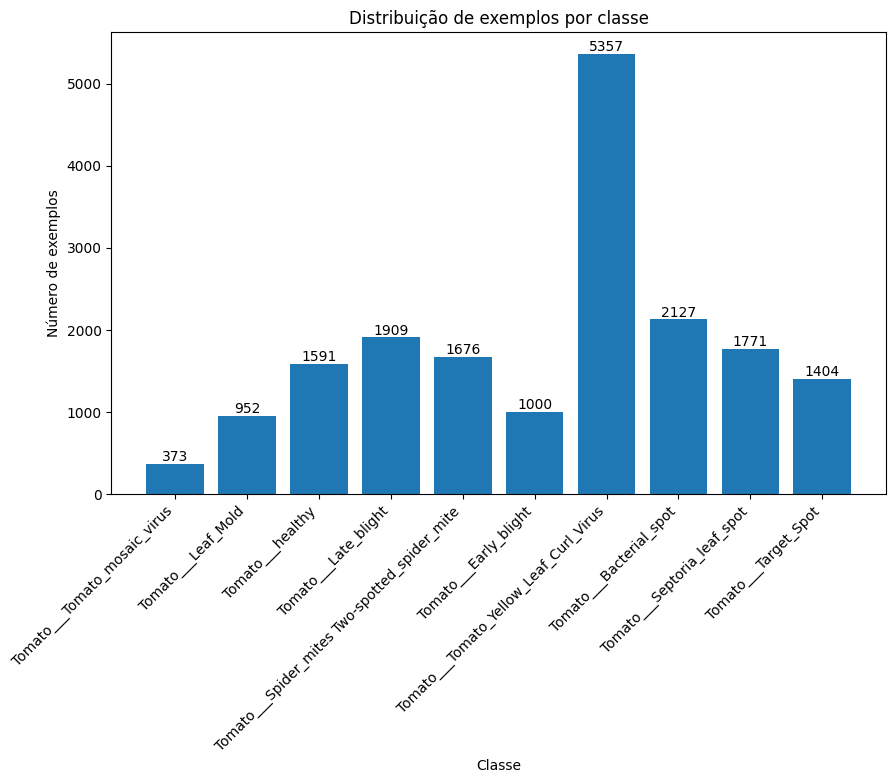 Distribuição de exemplos por classe
Número de exemplos
5000
4000
3000
2000
1000
0
373
952
1591
1909
1676
1000
5357
2127
1771
1404
Tomato___Tomato_mosaic_virus
Tomato___Leaf_Mold
Tomato___healthy
Tomato___Late_blight
Tomato___Spider_mites Two-spotted_spider_mite
Tomato___Early_blight
Tomato___Tomato_Yellow_Leaf_Curl_Virus
Tomato___Bacterial_spot
Tomato___Septoria_leaf_spot
Tomato___Target_Spot
Classe